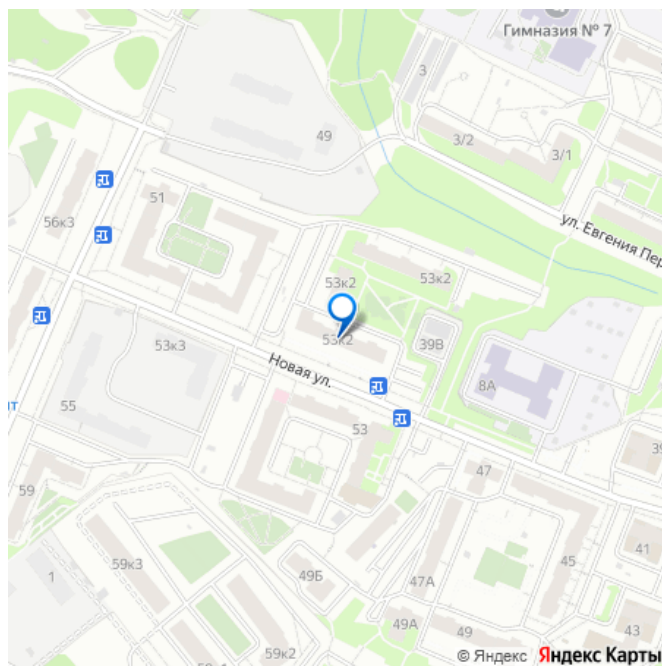 Гимназия № 7
3
49
3/2
3/1
51
56к3
ул. Евгения Пер
53к2
53к2
53к2
39В
53к3
Новая ул.
8А
55
нт
53
59
47
39
59к3
45
41
1
49Б
47А
49А
49
43
59к2
© Яндекс Яндекс Карты